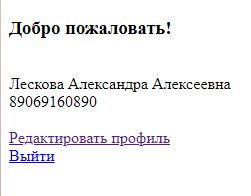 Добро пожаловать!
Лескова Александра Алексеевна
89069160890
Редактировать профиль
Выйти